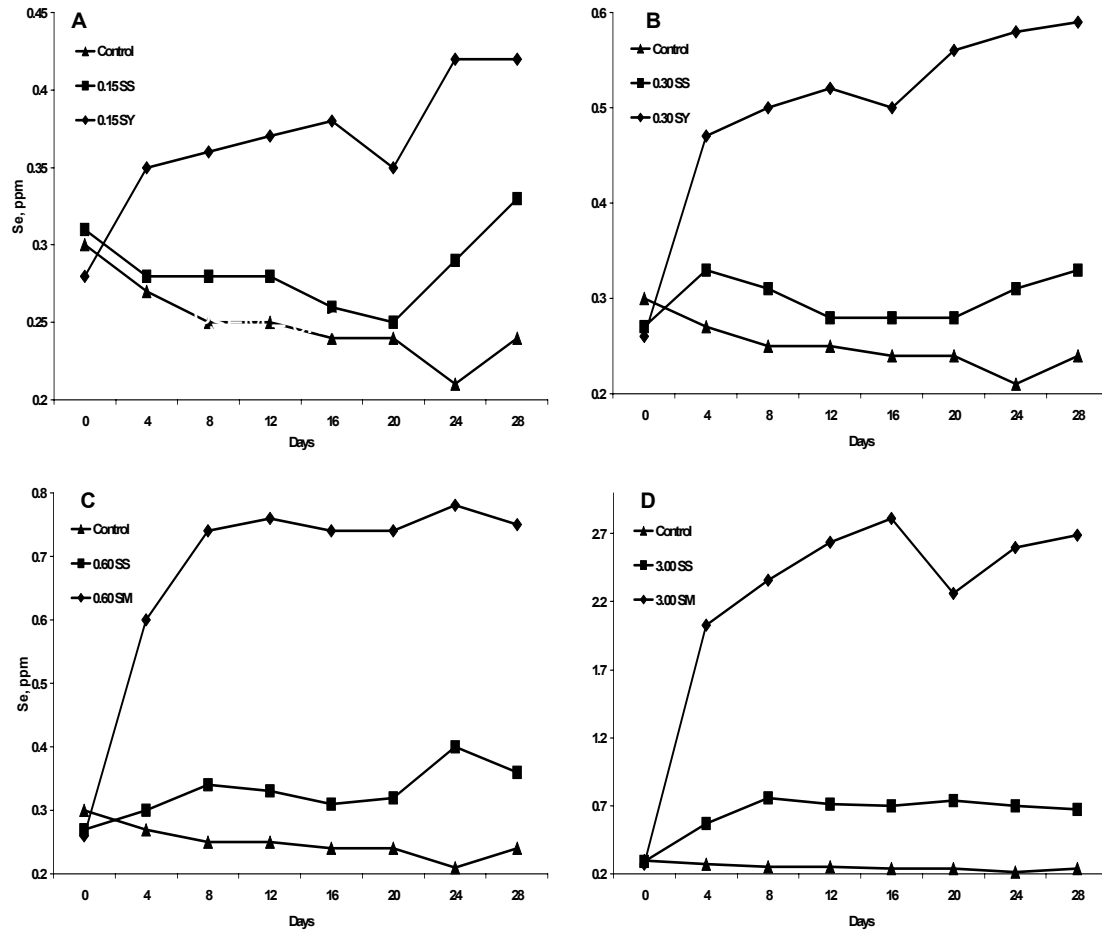 A
Control
0.15 SS
0.15 SY
0.45
0.4
0.35
0.3
0.25
0.2
Se, ppm
0 4 8 12 16 20 24 28
Days
B
Control
0.30 SS
0.30 SY
0.6
0.5
0.4
0.3
0.2
0 4 8 12 16 20 24 28
Days
C
Control
0.60 SS
0.60 SM
0.8
0.7
0.6
0.5
0.4
0.3
0.2
Se, ppm
0 4 8 12 16 20 24 28
Days
D
Control
3.00 SS
3.00 SM
2.7
2.2
1.7
1.2
0.7
0.2
0 4 8 12 16 20 24 28
Days